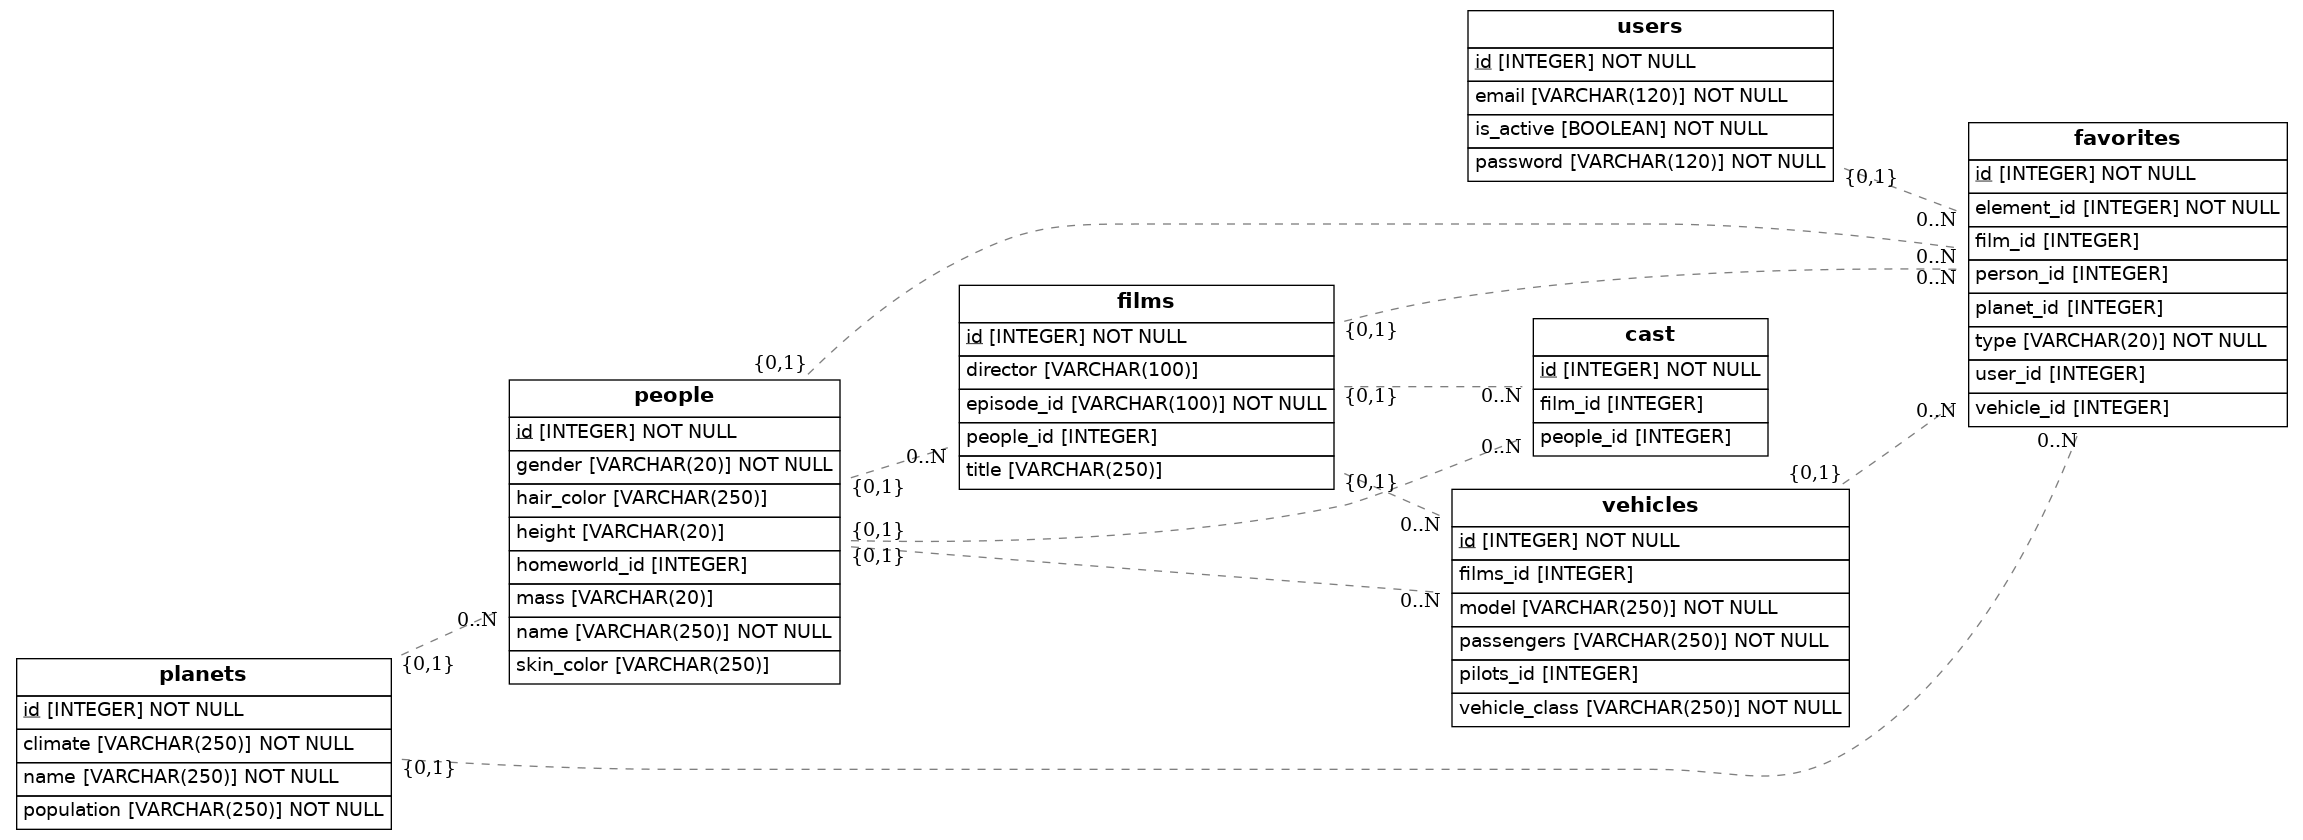 users
id [INTEGER] NOT NULL
email [VARCHAR(120)] NOT NULL
is_active [BOOLEAN] NOT NULL
password [VARCHAR(120)] NOT NULL
{0,1}
0..N
favorites
id [INTEGER] NOT NULL
element_id [INTEGER] NOT NULL
film_id [INTEGER]
person_id [INTEGER]
planet_id [INTEGER]
type [VARCHAR(20)] NOT NULL
user_id [INTEGER]
vehicle_id [INTEGER]
0..N
0..N
0..N
0..N
films
id [INTEGER] NOT NULL
director [VARCHAR(100)]
episode_id [VARCHAR(100)] NOT NULL
people_id [INTEGER]
title [VARCHAR(250)]
{0,1}
{0,1}
{0,1}
0..N
cast
id [INTEGER] NOT NULL
film_id [INTEGER]
people_id [INTEGER]
0..N
0..N
people
id [INTEGER] NOT NULL
gender [VARCHAR(20)] NOT NULL
hair_color [VARCHAR(250)]
height [VARCHAR(20)]
homeworld_id [INTEGER]
mass [VARCHAR(20)]
name [VARCHAR(250)] NOT NULL
skin_color [VARCHAR(250)]
{0,1}
{0,1}
{0,1}
{0,1}
0..N
vehicles
id [INTEGER] NOT NULL
films_id [INTEGER]
model [VARCHAR(250)] NOT NULL
passengers [VARCHAR(250)] NOT NULL
pilots_id [INTEGER]
vehicle_class [VARCHAR(250)] NOT NULL
{0,1}
0..N
0..N
planets
id [INTEGER] NOT NULL
climate [VARCHAR(250)] NOT NULL
name [VARCHAR(250)] NOT NULL
population [VARCHAR(250)] NOT NULL
{0,1}
{0,1}